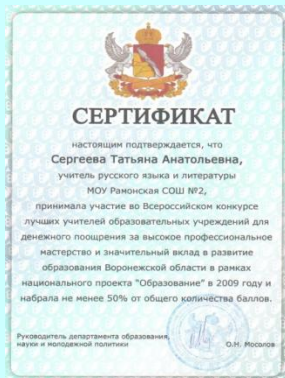 СЕРТИФИКАТ
настоящим подтверждается, что
Сергеева Татьяна Анатольевна,
учитель русского языка и литературы
МОУ Рамонская СОШ №2,
принимала участие во Всероссийском конкурсе
лучших учителей образовательных учреждений для
денежного поощрения за высокое профессиональное
мастерство и значительный вклад в развитие
образования Воронежской области в рамках
национального проекта "Образование" в 2009 году и
набрала не менее 50% от общего количества баллов.
Руководитель департамента образования,
науки и молодежной политики
О.Н. Мосолов